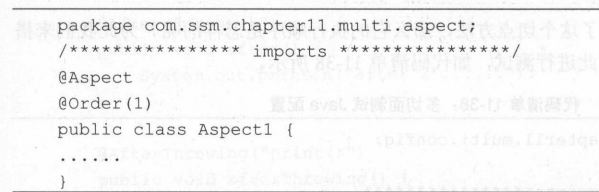 package com.ssm.chapter11.multi.aspect;
/**************** imports ****************/
@Aspect
@Order(1)
public class Aspect1 {
......
}